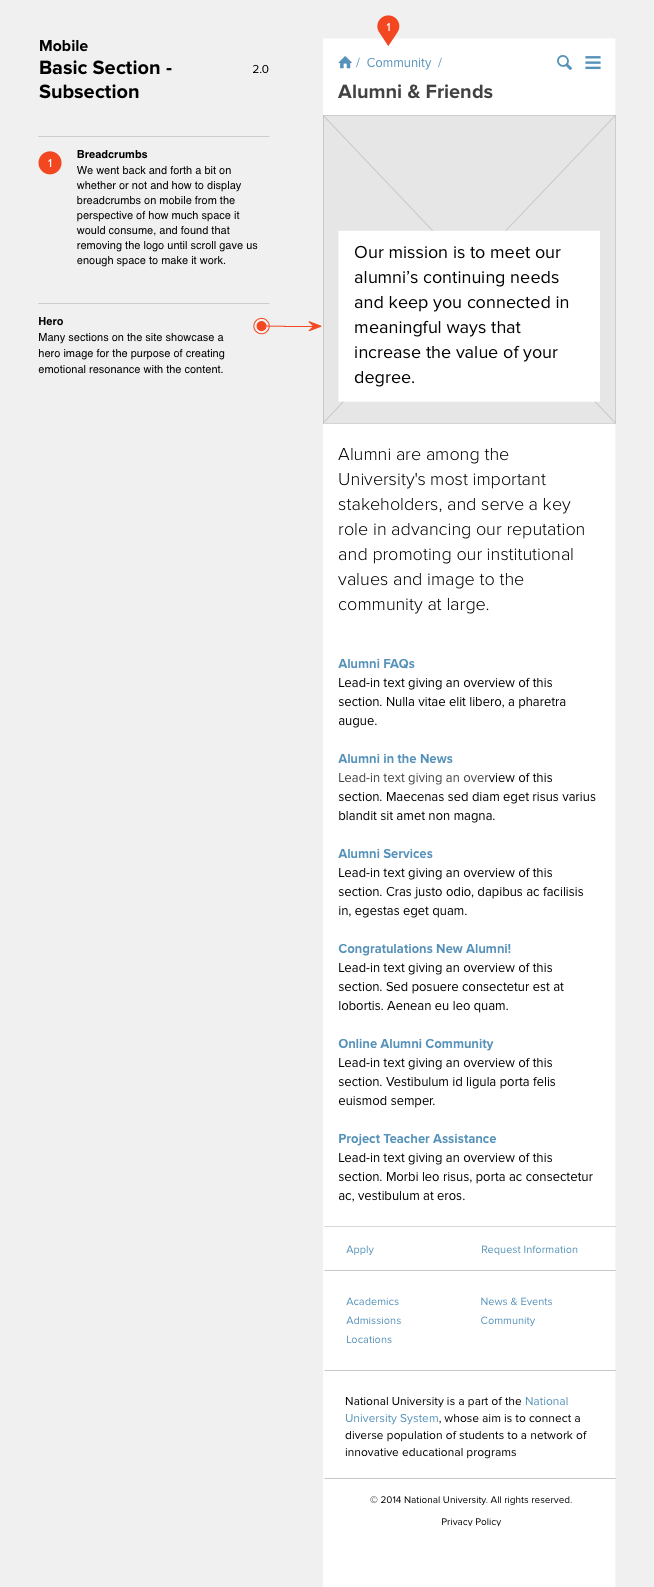 Mobile
Basic Section -
Subsection
2.0
1
Breadcrumbs
We went back and forth a bit on
whether or not and how to display
breadcrumbs on mobile from the
perspective of how much space it
would consume, and found that
removing the logo until scroll gave us
enough space to make it work.
Hero
Many sections on the site showcase a
hero image for the purpose of creating
emotional resonance with the content.
1
/ Community /
Alumni & Friends
Our mission is to meet our
alumni’s continuing needs
and keep you connected in
meaningful ways that
increase the value of your
degree.
Alumni are among the
University's most important
stakeholders, and serve a key
role in advancing our reputation
and promoting our institutional
values and image to the
community at large.
Alumni FAQs
Lead-in text giving an overview of this
section. Nulla vitae elit libero, a pharetra
augue.
Alumni in the News
Lead-in text giving an overview of this
section. Maecenas sed diam eget risus varius
blandit sit amet non magna.
Alumni Services
Lead-in text giving an overview of this
section. Cras justo odio, dapibus ac facilisis
in, egestas eget quam.
Congratulations New Alumni!
Lead-in text giving an overview of this
section. Sed posuere consectetur est at
lobortis. Aenean eu leo quam.
Online Alumni Community
Lead-in text giving an overview of this
section. Vestibulum id ligula porta felis
euismod semper.
Project Teacher Assistance
Lead-in text giving an overview of this
section. Morbi leo risus, porta ac consectetur
ac, vestibulum at eros.
Apply Request Information
Academics News & Events
Admissions Community
Locations
National University is a part of the National
University System, whose aim is to connect a
diverse population of students to a network of
innovative educational programs
© 2014 National University. All rights reserved.
Privacy Policy